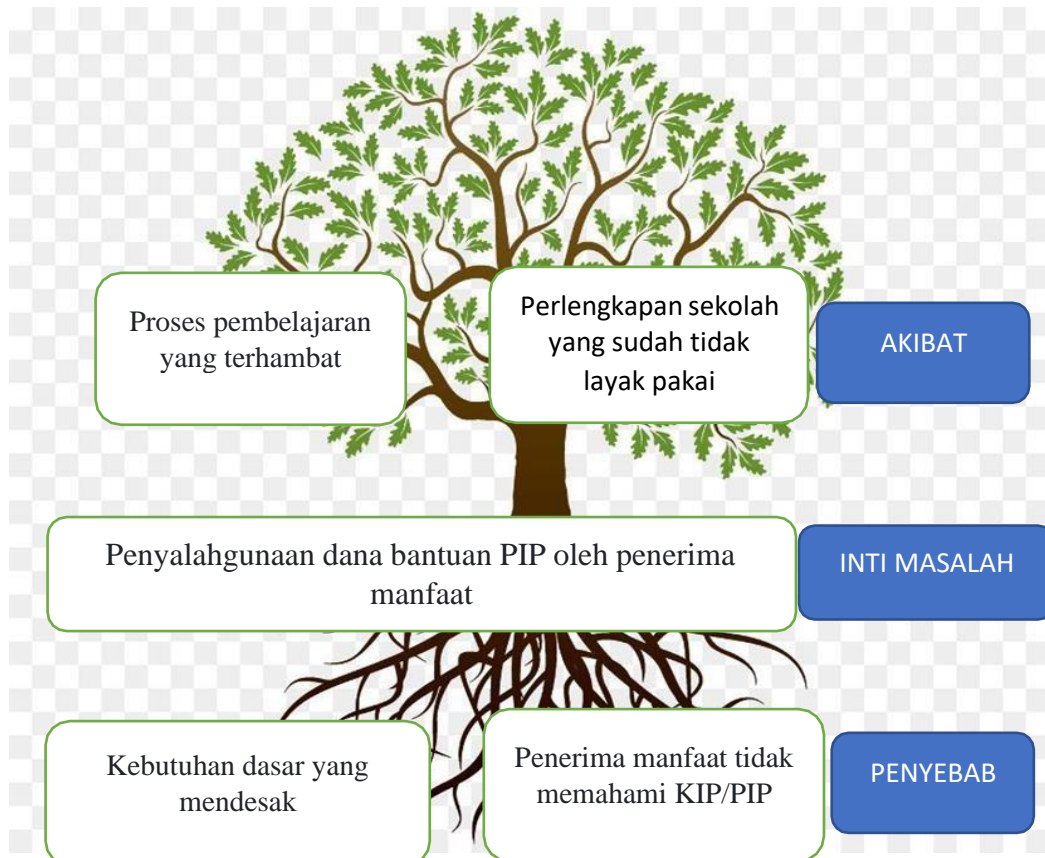 Proses pembelajaran
yang terhambat
Perlengkapan sekolah
yang sudah tidak
layak pakai
AKIBAT
Penyalahgunaan dana bantuan PIP oleh penerima
manfaat
INTI MASALAH
Kebutuhan dasar yang
mendesak
Penerima manfaat tidak
memahami KIP/PIP
PENYEBAB